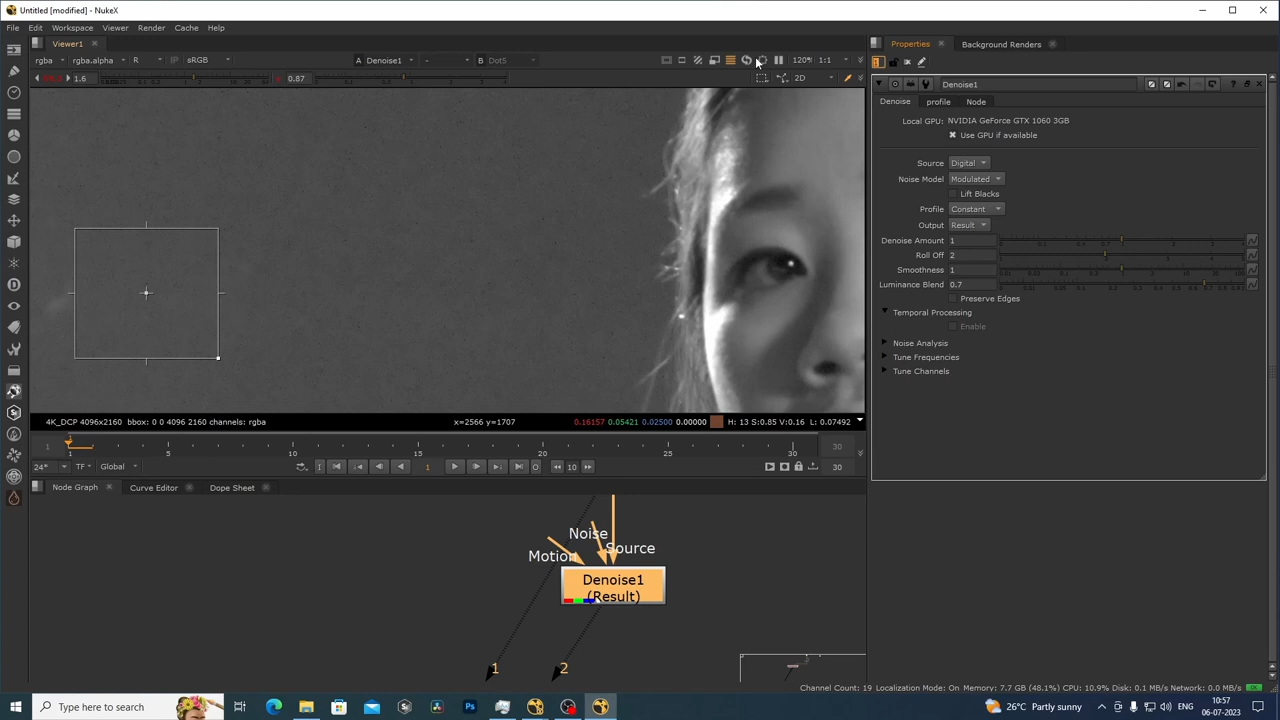 Untitled [modified] - NukeX
File Edit Workspace Viewer Render Cache Help
Viewer1
rgba rgba.alpha R IP sRGB A Denoise1 - B Dot5 120% 1:1
1.6 0.87 2D
4K_DCP 4096x2160 bbox: 0 0 4096 2160 channels: rgba x=2566 y=1707 0.16157 0.05421 0.02500 0.00000 H: 13 S:0.85 V:0.16 L: 0.07492
1 1 5 10 15 20 25 30 30
24* TF Global 1 10 30
Node Graph Curve Editor Dope Sheet
Noise
Source
Motion
Denoise1
(Result)
1 2
Properties Background Renders
1
Denoise1
Denoise profile Node
Local GPU: NVIDIA GeForce GTX 1060 3GB
Use GPU if available
Source Digital
Noise Model Modulated
Lift Blacks
Profile Constant
Output Result
Denoise Amount 1
Roll Off 2
Smoothness 1
Luminance Blend 0.7
Preserve Edges
Temporal Processing
Enable
Noise Analysis
Tune Frequencies
Tune Channels
Channel Count: 19 Localization Mode: On Memory: 7.7 GB (48.1%) CPU: 10.9% Disk: 0.1 MB/s Network: 0.0 MB/s
Type here to search
26°C Partly sunny
ENG
10:57
06-07-2023